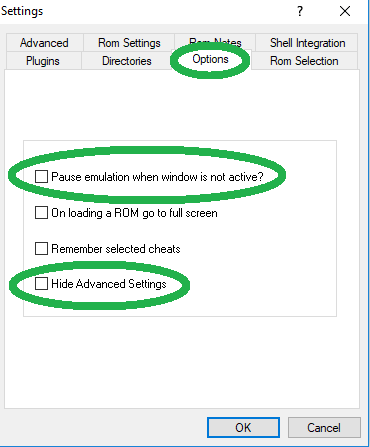 Settings
Advanced Rom Settings Rom Notes Shell Integration
Plugins Directories Options Rom Selection
Pause emulation when window is not active?
On loading a ROM go to full screen
Remember selected cheats
Hide Advanced Settings
OK Cancel